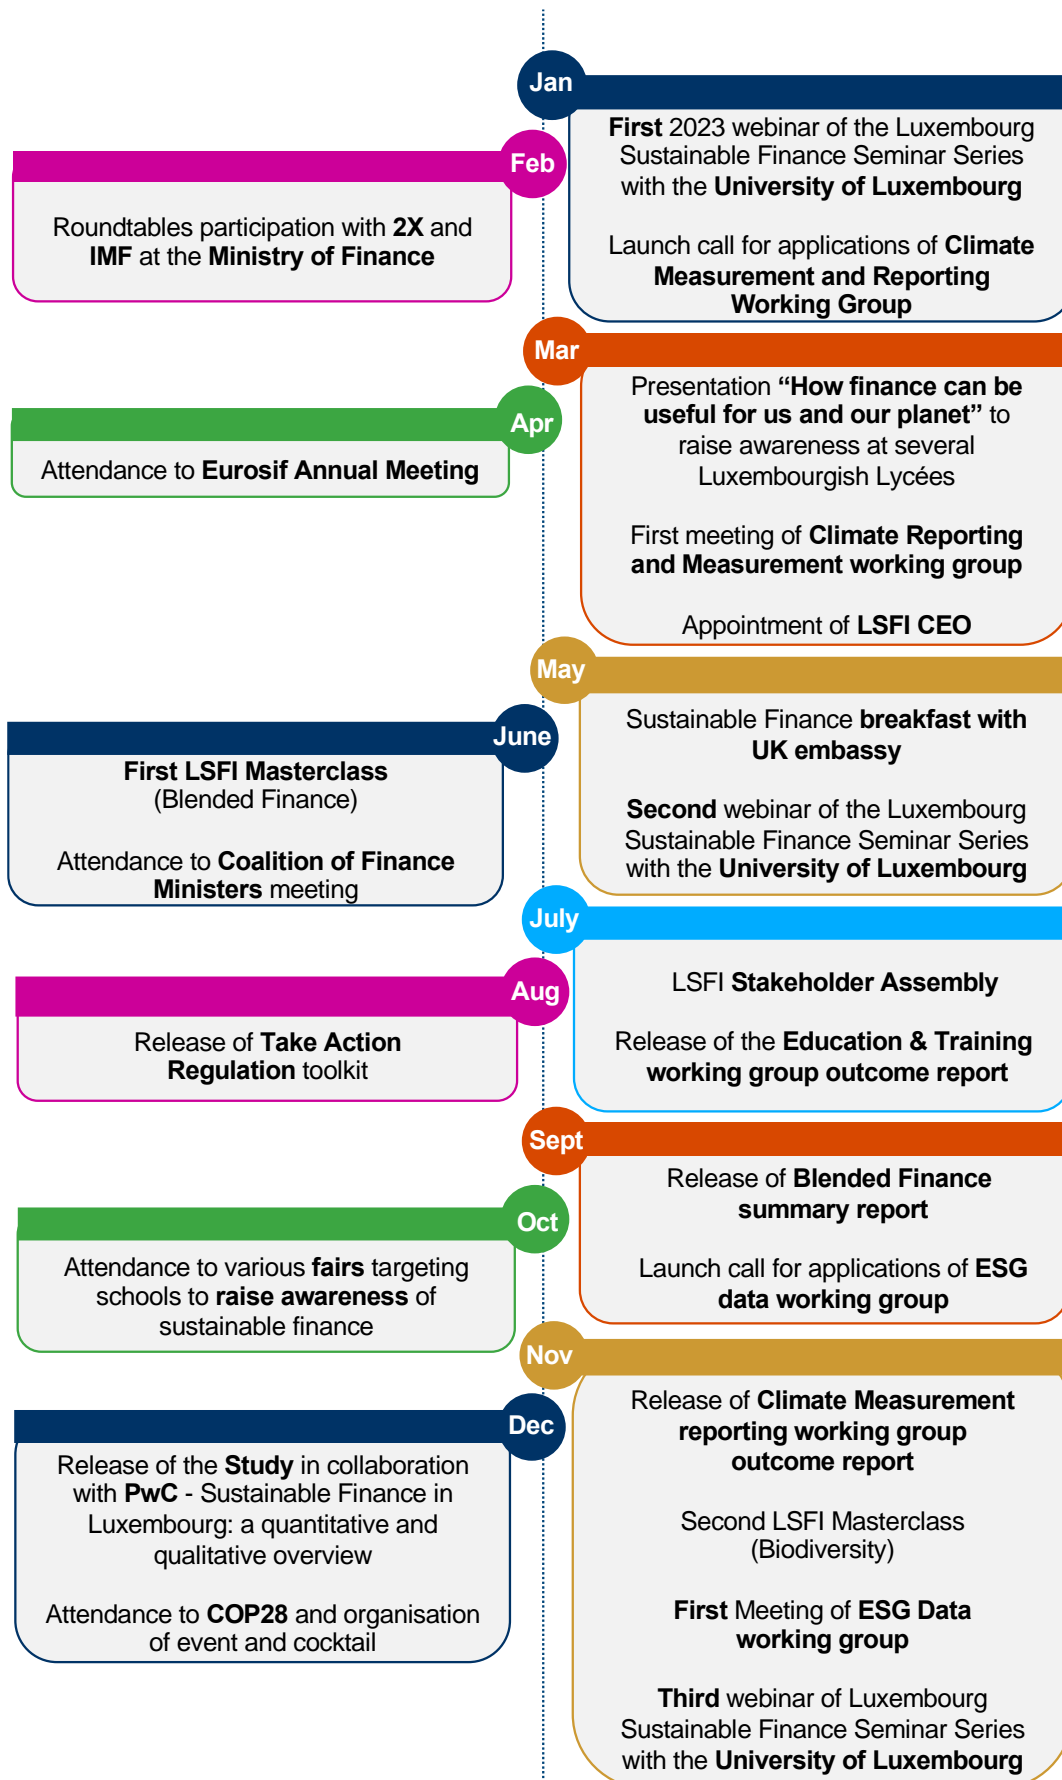 Jan
First 2023 webinar of the Luxembourg
Sustainable Finance Seminar Series
with the University of Luxembourg
Launch call for applications of Climate
Measurement and Reporting
Working Group
Feb
Roundtables participation with 2X and
IMF at the Ministry of Finance
Mar
Presentation “How finance can be
useful for us and our planet” to
raise awareness at several
Luxembourgish Lycées
First meeting of Climate Reporting
and Measurement working group
Appointment of LSFI CEO
Apr
Attendance to Eurosif Annual Meeting
May
Sustainable Finance breakfast with
UK embassy
Second webinar of the Luxembourg
Sustainable Finance Seminar Series
with the University of Luxembourg
June
First LSFI Masterclass
(Blended Finance)
Attendance to Coalition of Finance
Ministers meeting
July
LSFI Stakeholder Assembly
Release of the Education & Training
working group outcome report
Aug
Release of Take Action
Regulation toolkit
Sept
Release of Blended Finance
summary report
Launch call for applications of ESG
data working group
Oct
Attendance to various fairs targeting
schools to raise awareness of
sustainable finance
Nov
Release of Climate Measurement
reporting working group
outcome report
Second LSFI Masterclass
(Biodiversity)
First Meeting of ESG Data
working group
Third webinar of Luxembourg
Sustainable Finance Seminar Series
with the University of Luxembourg
Dec
Release of the Study in collaboration
with PwC - Sustainable Finance in
Luxembourg: a quantitative and
qualitative overview
Attendance to COP28 and organisation
of event and cocktail